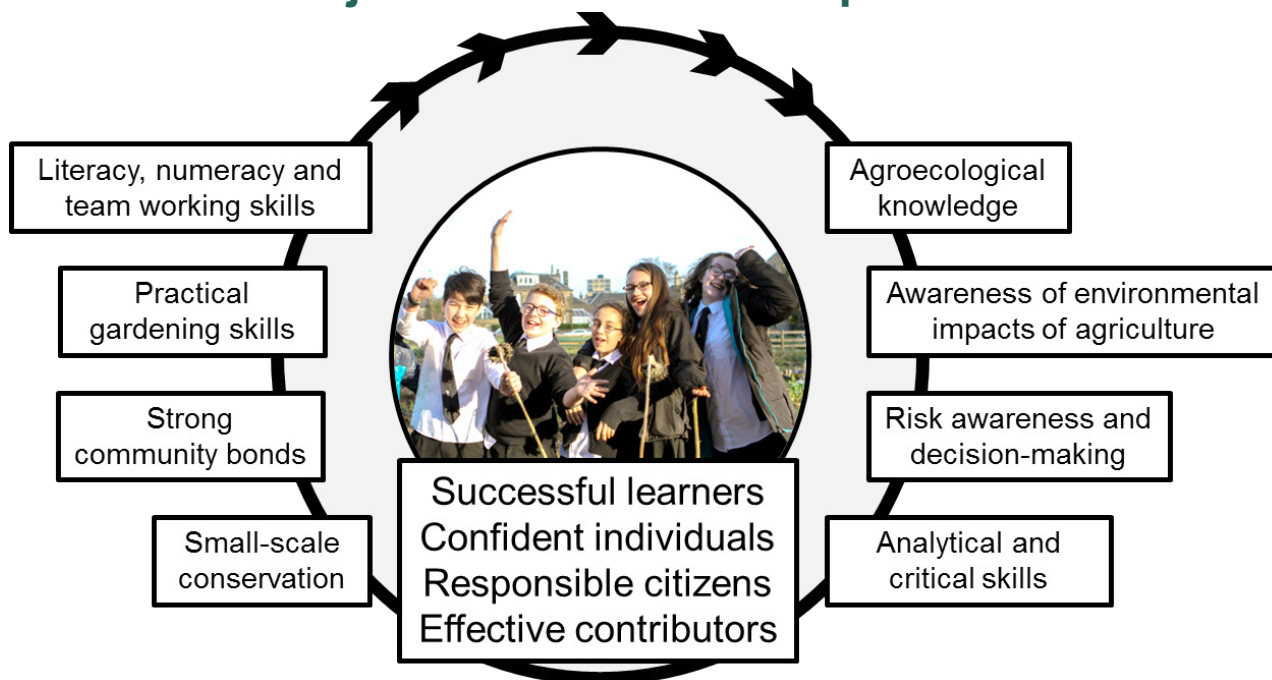 Literacy, numeracy and
team working skills
Practical
gardening skills
Strong
community bonds
Small-scale
conservation
Agroecological
knowledge
Awareness of environmental
impacts of agriculture
Risk awareness and
decision-making
Analytical and
critical skills
Successful learners
Confident individuals
Responsible citizens
Effective contributors